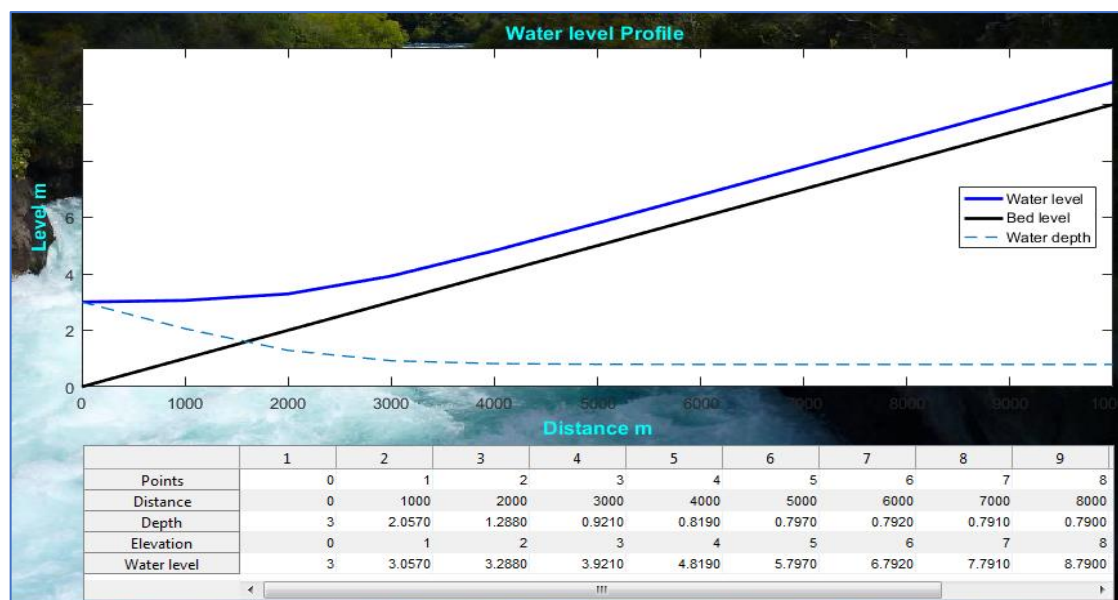 Water level Profile
Level m
6
4
2
0
Water level
Bed level
Water depth
0 1000 2000 3000 4000 5000 6000 7000 8000 9000 1000
Distance m
1 2 3 4 5 6 7 8 9
Points 0 1 2 3 4 5 6 7 8
Distance 0 1000 2000 3000 4000 5000 6000 7000 8000
Depth 3 2.0570 1.2880 0.9210 0.8190 0.7970 0.7920 0.7910 0.7900
Elevation 0 1 2 3 4 5 6 7 8
Water level 3 3.0570 3.2880 3.9210 4.8190 5.7970 6.7920 7.7910 8.7900